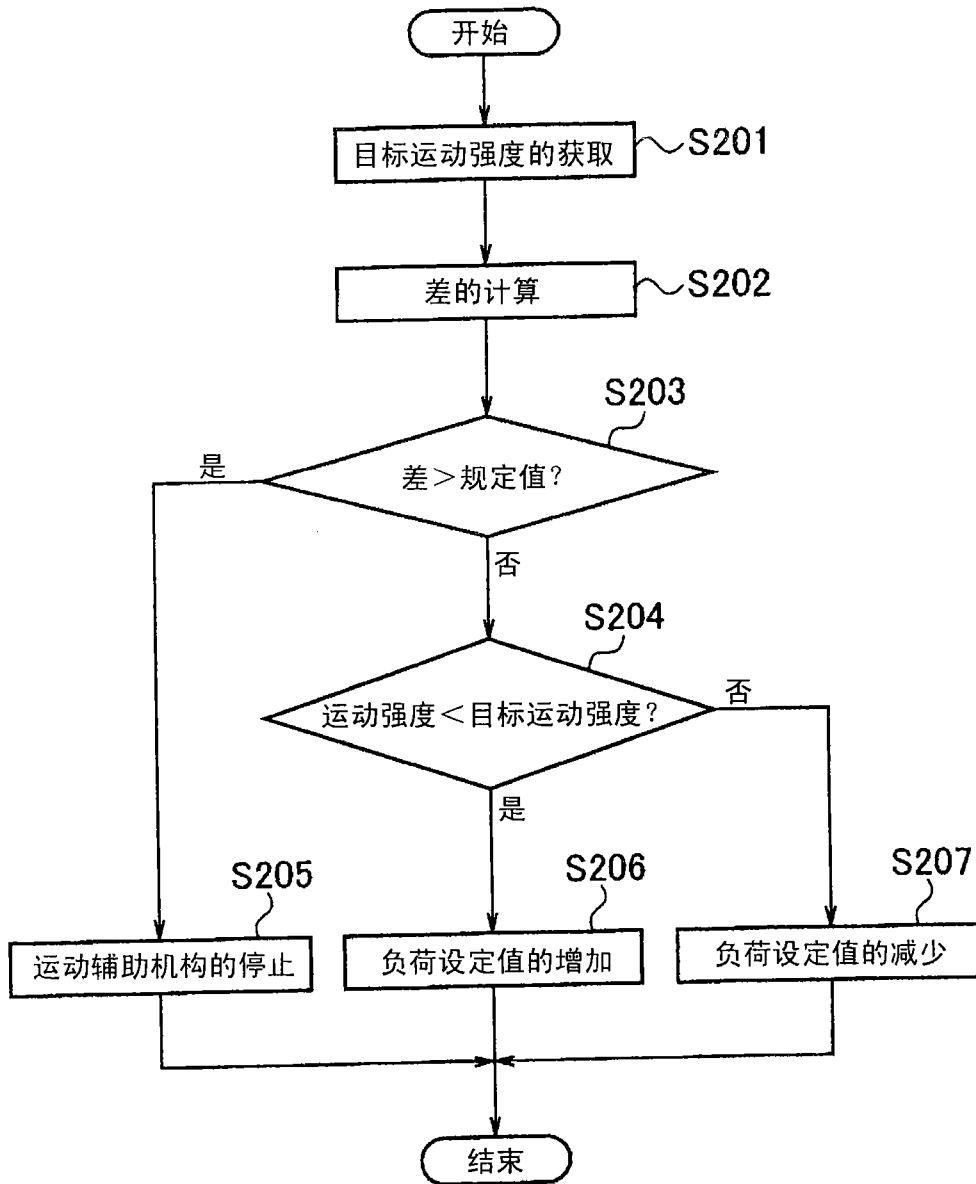 开始
目标运动强度的获取
S201
差的计算
S202
S203
差＞规定值？
是
否
S204
运动强度＜目标运动强度？
否
是
S205
运动辅助机构的停止
S206
负荷设定值的增加
S207
负荷设定值的减少
结束